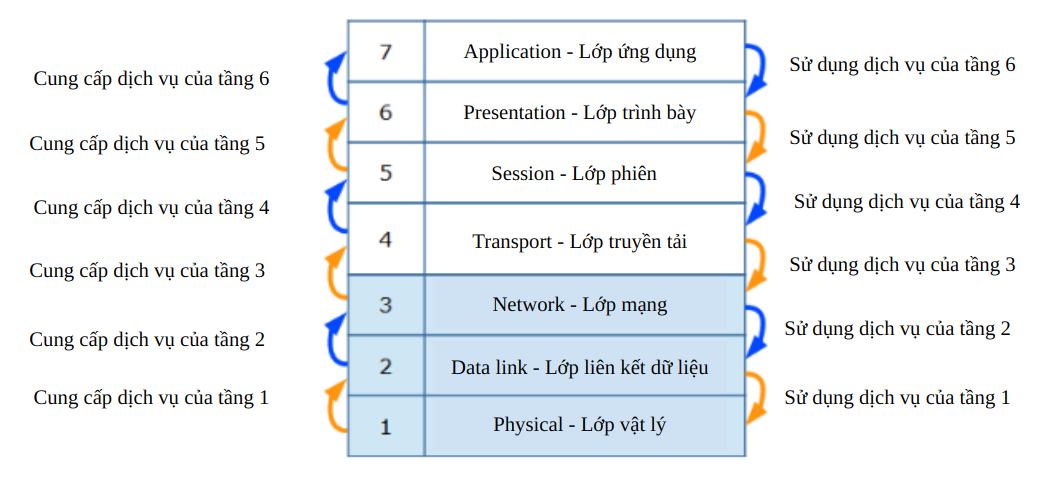 7 Application - Lớp ứng dụng
Cung cấp dịch vụ của tầng 6
Sử dụng dịch vụ của tầng 6
6 Presentation - Lớp trình bày
Cung cấp dịch vụ của tầng 5
Sử dụng dịch vụ của tầng 5
5 Session - Lớp phiên
Cung cấp dịch vụ của tầng 4
Sử dụng dịch vụ của tầng 4
4 Transport - Lớp truyền tải
Cung cấp dịch vụ của tầng 3
Sử dụng dịch vụ của tầng 3
3 Network - Lớp mạng
Cung cấp dịch vụ của tầng 2
Sử dụng dịch vụ của tầng 2
2 Data link - Lớp liên kết dữ liệu
Cung cấp dịch vụ của tầng 1
Sử dụng dịch vụ của tầng 1
1 Physical - Lớp vật lý